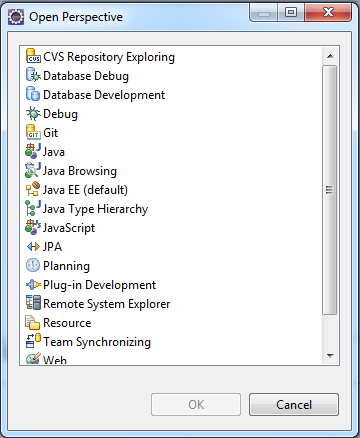 Open Perspective
CVS Repository Exploring
Database Debug
Database Development
Debug
Git
Java
Java Browsing
Java EE (default)
Java Type Hierarchy
JavaScript
JPA
Planning
Plug-in Development
Remote System Explorer
Resource
Team Synchronizing
Web
OK
Cancel